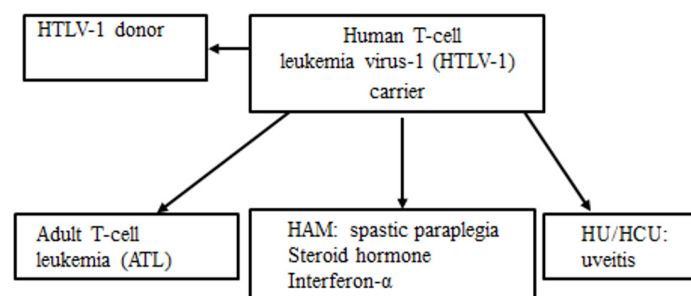 HTLV-1 donor
Human T-cell
leukemia virus-1 (HTLV-1)
carrier
Adult T-cell
leukemia (ATL)
HAM: spastic paraplegia
Steroid hormone
Interferon-α
HU/HCU:
uveitis